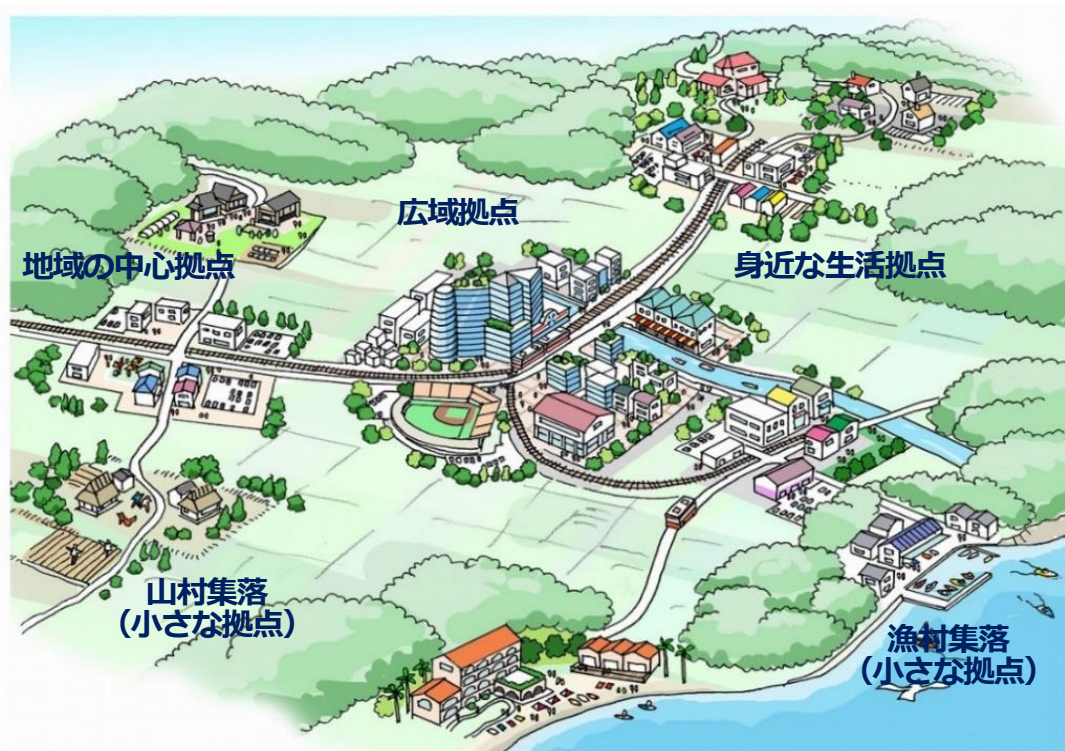 広域拠点
地域の中心拠点
身近な生活拠点
山村集落
（小さな拠点）
漁村集落
（小さな拠点）